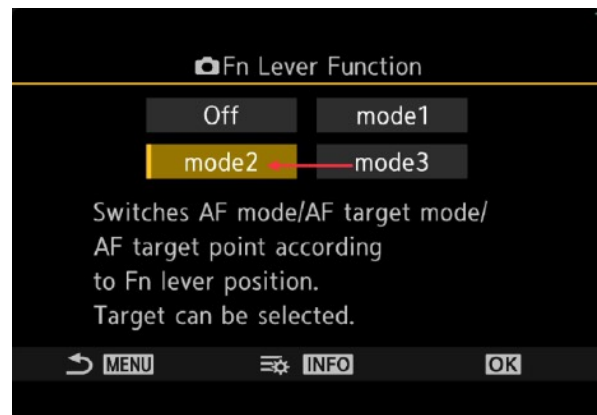 Fn Lever Function
Off mode1
mode2 mode3
Switches AF mode/AF target mode/
AF target point according
to Fn lever position.
Target can be selected.
MENU INFO OK